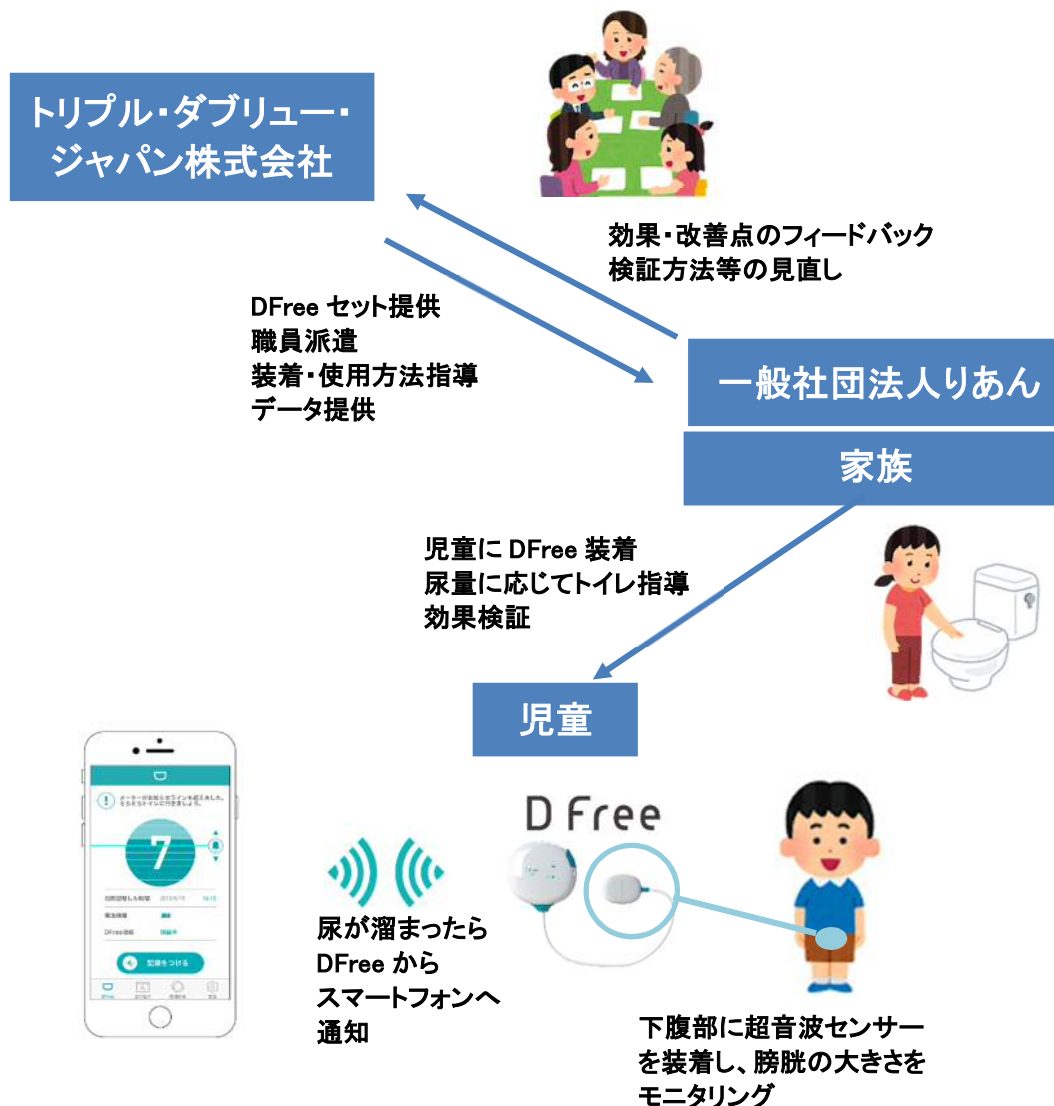 トリプル・ダブリュー・
ジャパン株式会社
効果・改善点のフィードバック
検証方法等の見直し
DFree セット提供
職員派遣
装着・使用方法指導
データ提供
一般社団法人りあん
家族
児童に DFree 装着
尿量に応じてトイレ指導
効果検証
児童
7
DFree接続
記録をつける
D Free
尿が溜まったら
DFree から
スマートフォンへ
通知
下腹部に超音波センサー
を装着し、膀胱の大きさを
モニタリング